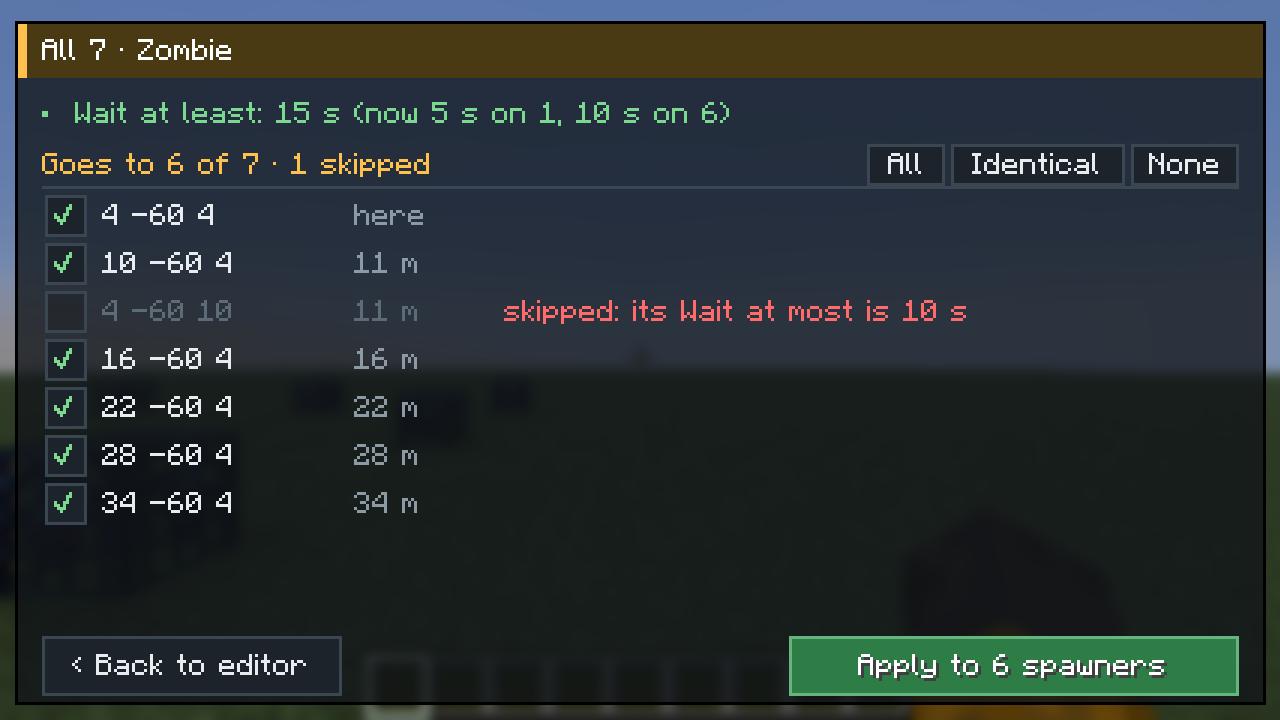 All 7 · Zombie
· Wait at least: 15 s (now 5 s on 1, 10 s on 6)
Goes to 6 of 7 · 1 skipped All Identical None
✓ 4 -60 4 here
✓ 10 -60 4 11 m
4 -60 10 11 m skipped: its Wait at most is 10 s
✓ 16 -60 4 16 m
✓ 22 -60 4 22 m
✓ 28 -60 4 28 m
✓ 34 -60 4 34 m
< Back to editor Apply to 6 spawners